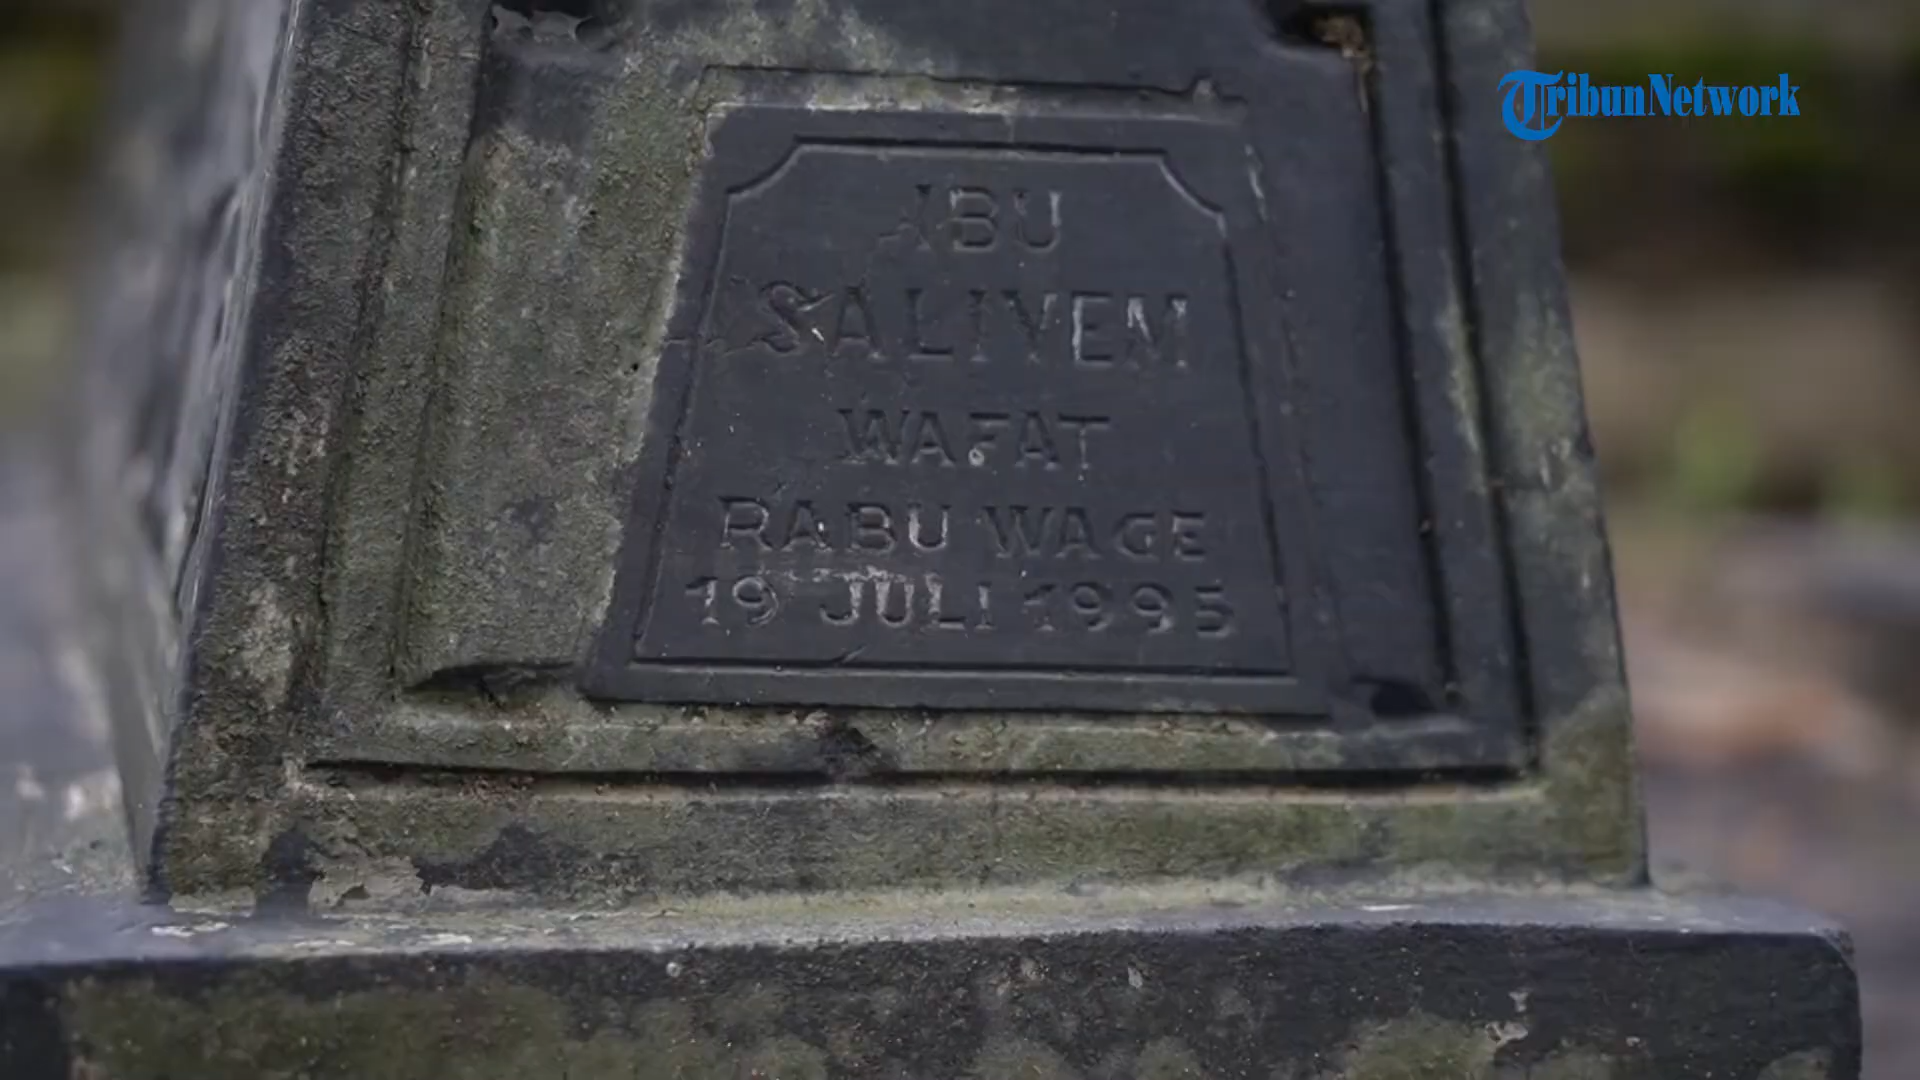 TribunNetwork
IBU
SALIYEM
WAFAT
RABU WAGE
19 JULI 1995